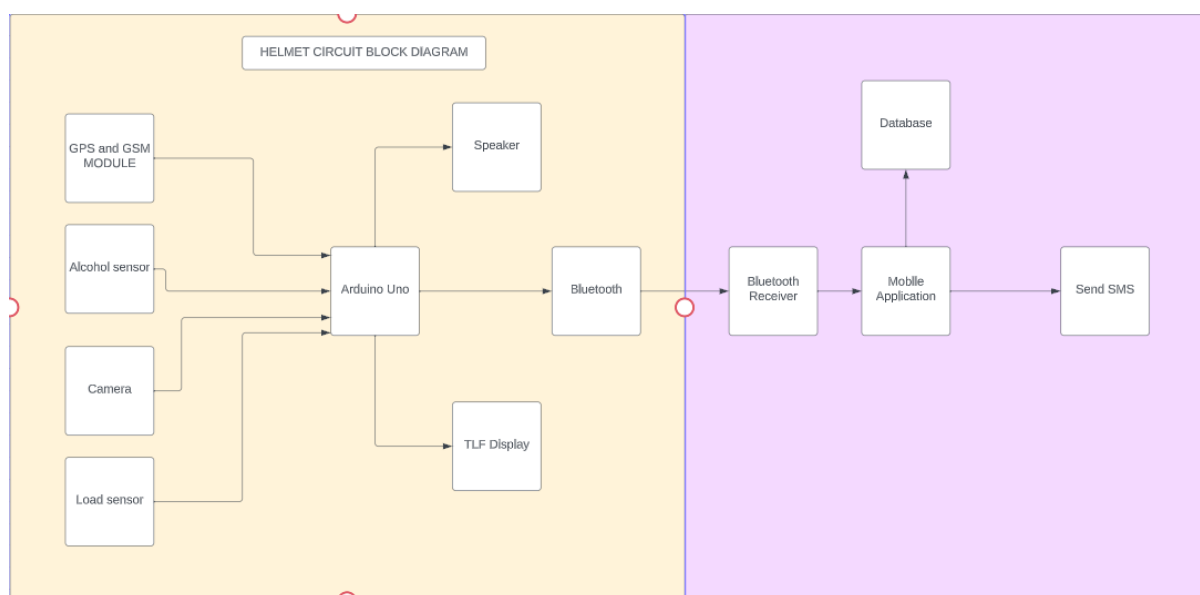 HELMET CIRCUIT BLOCK DIAGRAM
GPS and GSM
MODULE
Speaker
Database
Alcohol sensor
Arduino Uno
Bluetooth
Bluetooth
Receiver
Moblle
Application
Send SMS
Camera
TLF Display
Load sensor